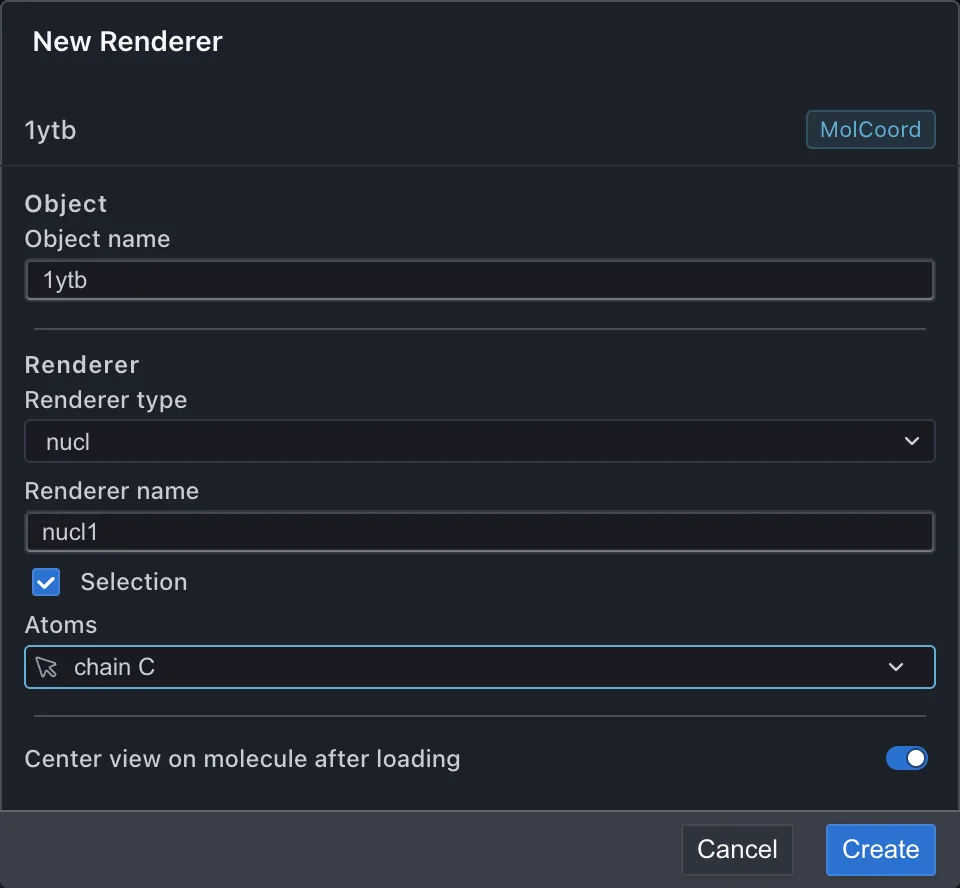 New Renderer
1ytb MolCoord
Object
Object name
1ytb
Renderer
Renderer type
nucl
Renderer name
nucl1
Selection
Atoms
chain C
Center view on molecule after loading
Cancel Create